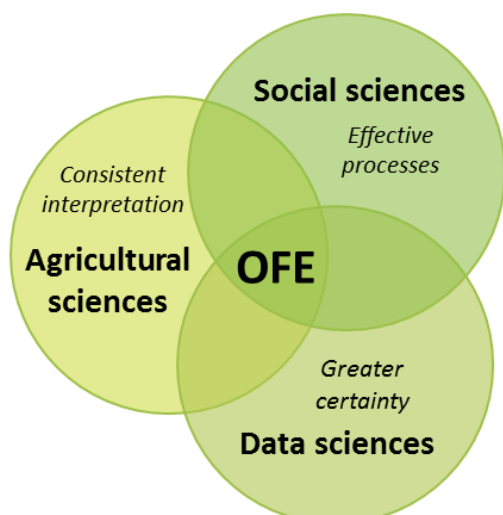 Social sciences
Effective
processes
Consistent
interpretation
Agricultural
sciences
OFE
Greater
certainty
Data sciences